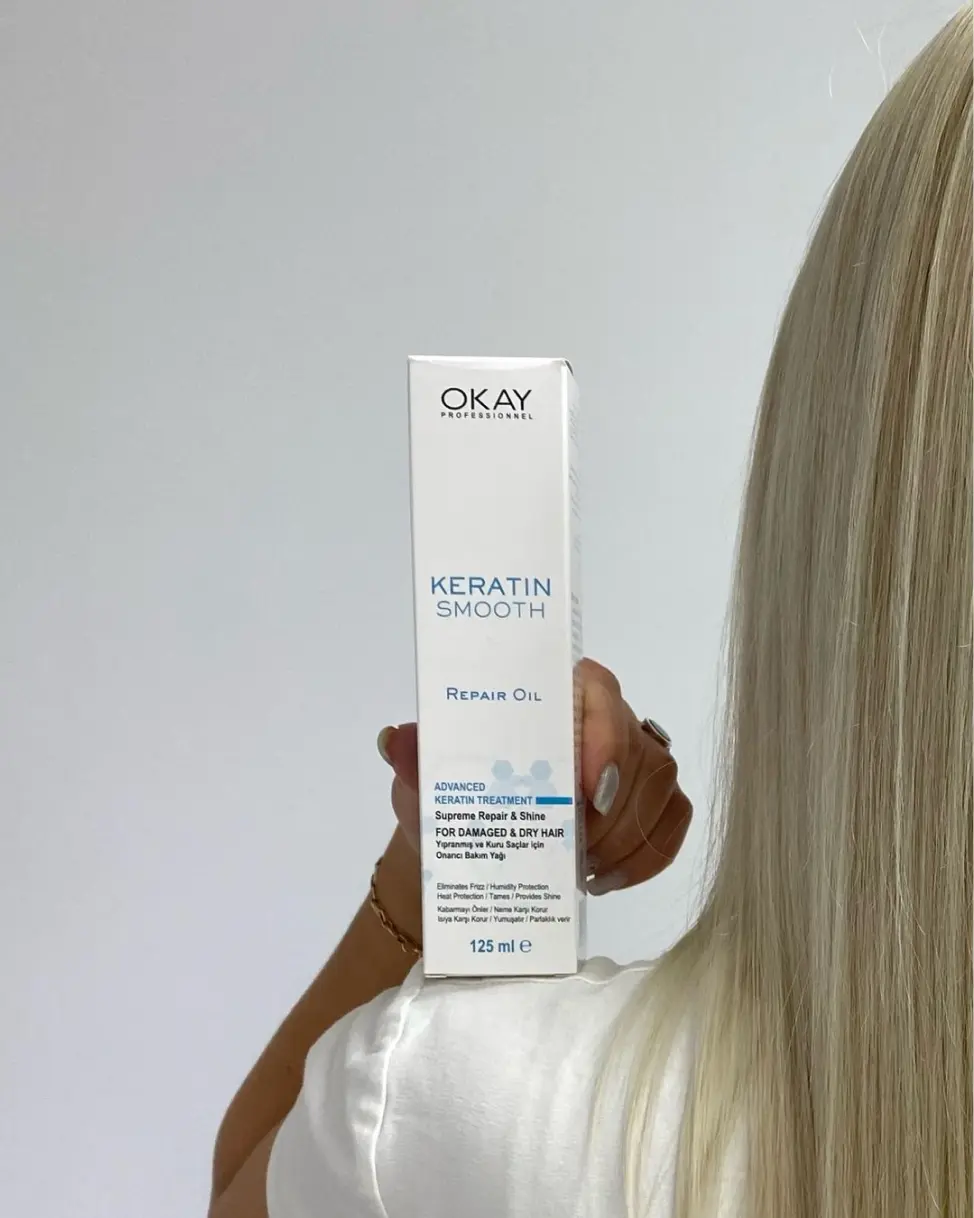 OKAY
PROFESSIONNEL
KERATIN
SMOOTH
REPAIR OIL
ADVANCED
KERATIN TREATMENT
Supreme Repair & Shine
FOR DAMAGED & DRY HAIR
Yıpranmış ve Kuru Saçlar İçin
Onarıcı Bakım Yağı
Eliminates Frizz / Humidity Protection
Heat Protection / Tames / Provides Shine
Kabarmayı Önler / Neme Karşı Korur
Isıya Karşı Korur / Yumuşatır / Parlaklık verir
125 ml ℮